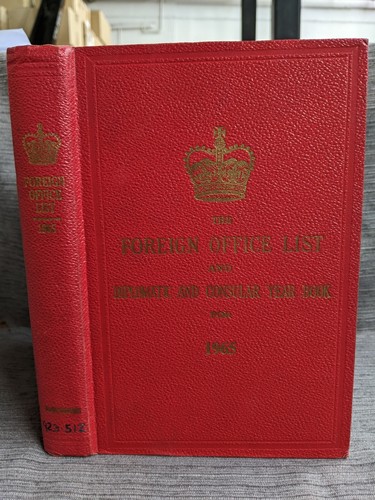 THE
FOREIGN OFFICE LIST
AND
DIPLOMATIC AND CONSULAR YEAR BOOK
FOR
1965
FOREIGN
OFFICE
LIST
1965